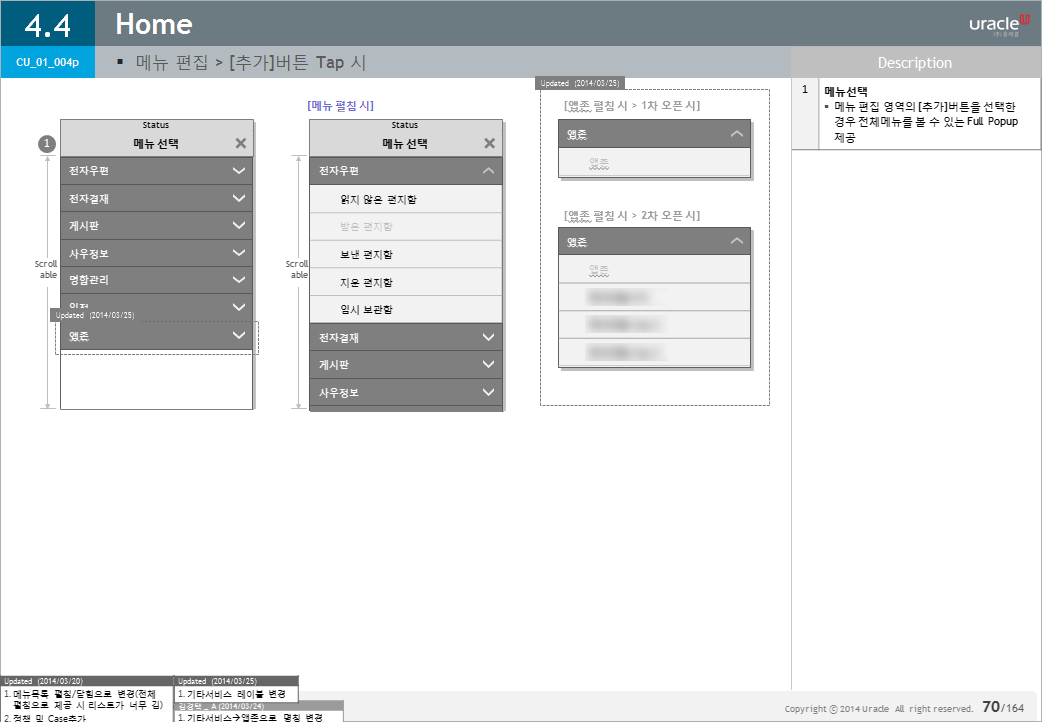 4.4
Home
uracle
(주)유라클
CU_01_004p
▪ 메뉴 편집 > [추가]버튼 Tap 시
Description
1
메뉴선택
▪ 메뉴 편집 영역의 [추가]버튼을 선택한
경우 전체메뉴를 볼 수 있는 Full Popup
제공
1
Status
메뉴 선택
전자우편
전자결재
게시판
사우정보
명함관리
일정
Updated (2014/03/25)
앱존
Scroll
able
[메뉴 펼침 시]
Status
메뉴 선택
전자우편
읽지 않은 편지함
받은 편지함
보낸 편지함
지운 편지함
임시 보관함
전자결재
게시판
사우정보
Scroll
able
Updated (2014/03/25)
[앱존 펼침 시 > 1차 오픈 시]
앱존
앱존
[앱존 펼침 시 > 2차 오픈 시]
앱존
앱존
Updated (2014/03/20)
1. 메뉴목록 펼침/닫힘으로 변경(전체
펼침으로 제공 시 리스트가 너무 김)
2. 정책 및 Case추가
Updated (2014/03/25)
1. 기타서비스 레이블 변경
A (2014/03/24)
1. 기타서비스→앱존으로 명칭 변경
Copyright ⓒ 2014 Uracle All right reserved.
70/164